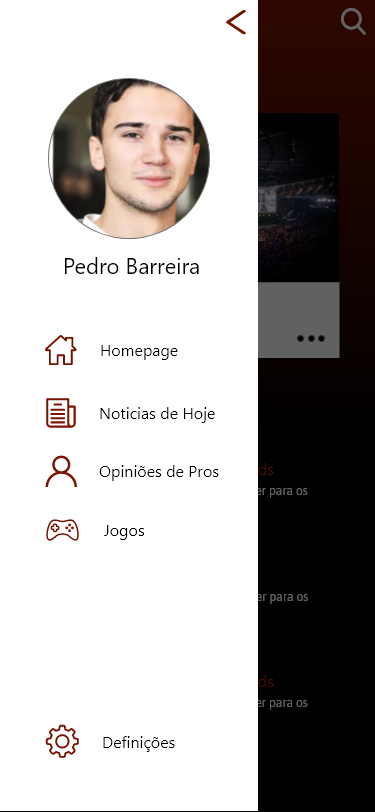 Pedro Barreira
Homepage
Noticias de Hoje
Opiniões de Pros
ds
er para os
Jogos
er para os
ds
er para os
Definições